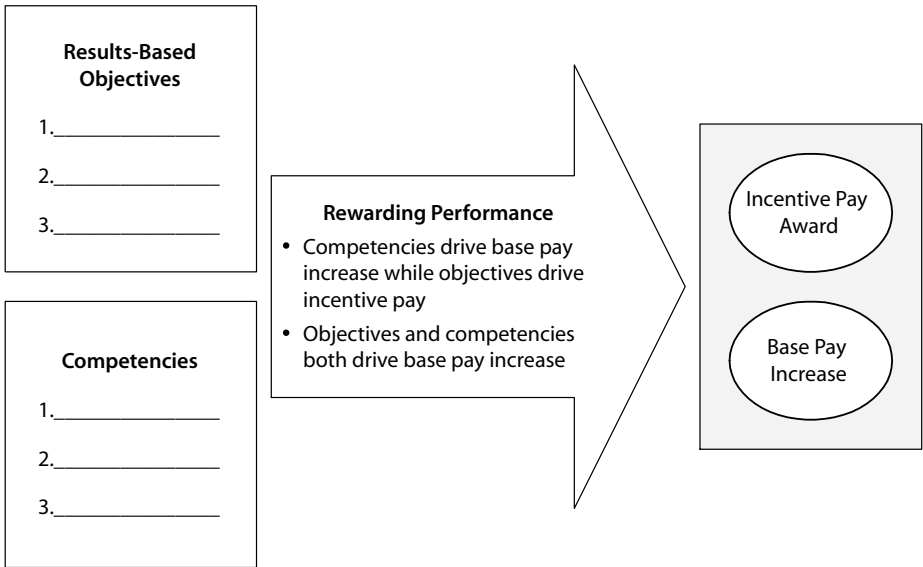 Results-Based
Objectives
1.________________
2.________________
3.________________
Competencies
1.________________
2.________________
3.________________
Rewarding Performance
• Competencies drive base pay
increase while objectives drive
incentive pay
• Objectives and competencies
both drive base pay increase
Incentive Pay
Award
Base Pay
Increase